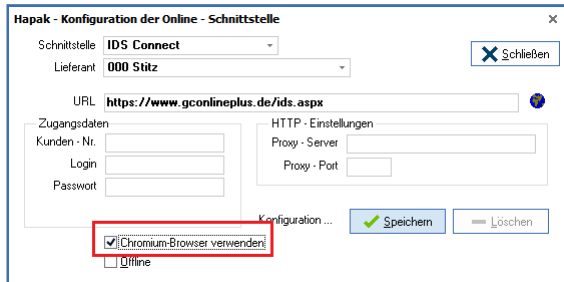 Hapak - Konfiguration der Online - Schnittstelle
Schnittstelle IDS Connect
Schließen
Lieferant 000 Stitz
URL https://www.gconlineplus.de/ids.aspx
Zugangsdaten
HTTP - Einstellungen
Kunden - Nr.
Proxy - Server
Login
Proxy - Port
Passwort
Konfiguration ... Speichern Löschen
Chromium-Browser verwenden
Offline